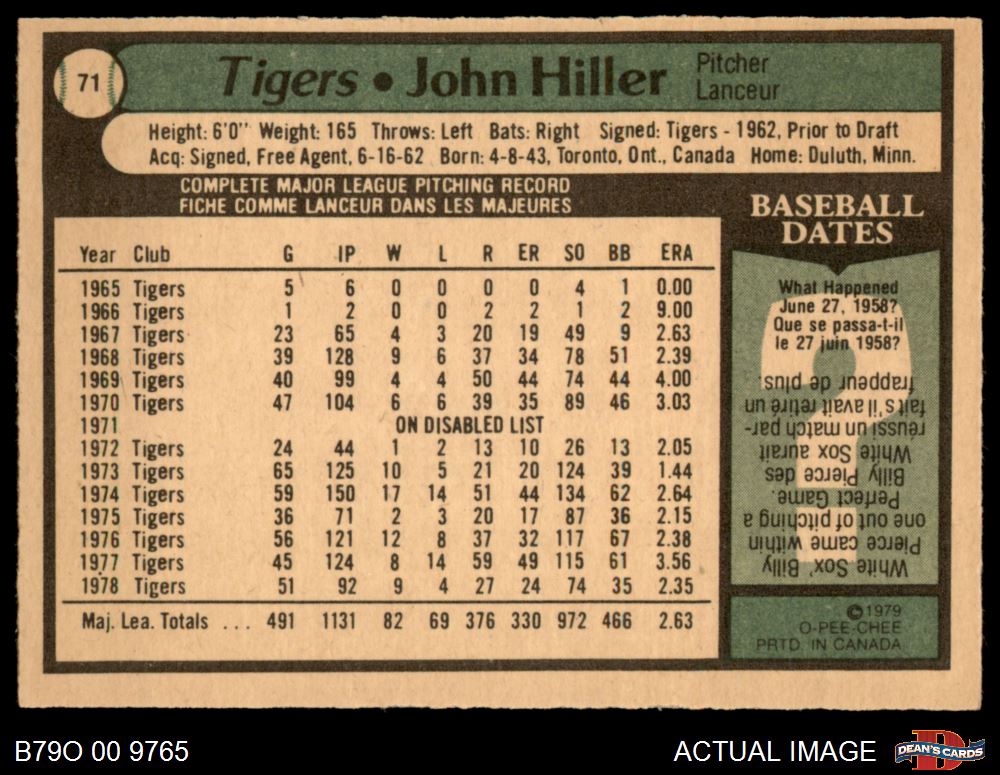 71
Tigers • John Hiller
Pitcher
Lanceur
Height: 6'0'' Weight: 165 Throws: Left Bats: Right Signed: Tigers - 1962, Prior to Draft
Acq: Signed, Free Agent, 6-16-62 Born: 4-8-43, Toronto, Ont., Canada Home: Duluth, Minn.
COMPLETE MAJOR LEAGUE PITCHING RECORD
FICHE COMME LANCEUR DANS LES MAJEURES
Year Club G IP W L R ER SO BB ERA
1965 Tigers 5 6 0 0 0 0 4 1 0.00
1966 Tigers 1 2 0 0 2 2 1 2 9.00
1967 Tigers 23 65 4 3 20 19 49 9 2.63
1968 Tigers 39 128 9 6 37 34 78 51 2.39
1969 Tigers 40 99 4 4 50 44 74 44 4.00
1970 Tigers 47 104 6 6 39 35 89 46 3.03
1971 ON DISABLED LIST
1972 Tigers 24 44 1 2 13 10 26 13 2.05
1973 Tigers 65 125 10 5 21 20 124 39 1.44
1974 Tigers 59 150 17 14 51 44 134 62 2.64
1975 Tigers 36 71 2 3 20 17 87 36 2.15
1976 Tigers 56 121 12 8 37 32 117 67 2.38
1977 Tigers 45 124 8 14 59 49 115 61 3.56
1978 Tigers 51 92 9 4 27 24 74 35 2.35
Maj. Lea. Totals ... 491 1131 82 69 376 330 972 466 2.63
BASEBALL
DATES
What Happened
June 27, 1958?
Que se passa-t-il
le 27 juin 1958?
White Sox' Billy
Pierce came within
one out of pitching a
Perfect Game.
Billy Pierce des
White Sox aurait
réussi un match par-
fait s'il avait retiré un
frappeur de plus.
©1979
O-PEE-CHEE
PRTD. IN CANADA
B79O 00 9765
ACTUAL IMAGE
DEAN'S CARDS